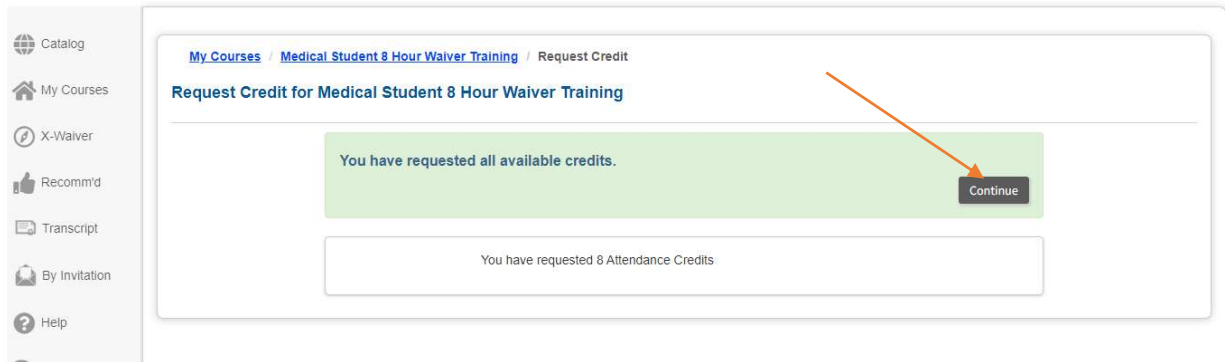 Catalog
My Courses
X-Waiver
Recomm'd
Transcript
By Invitation
Help
My Courses / Medical Student 8 Hour Waiver Training / Request Credit
Request Credit for Medical Student 8 Hour Waiver Training
You have requested all available credits.
Continue
You have requested 8 Attendance Credits